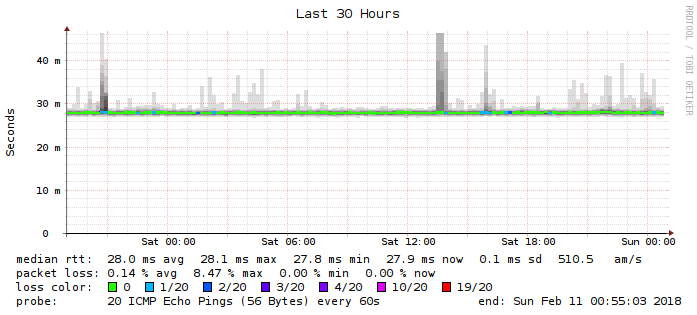 Last 30 Hours
RRDTOOL / TOBI OETIKER
Seconds
40 m
30 m
20 m
10 m
0
Sat 00:00 Sat 06:00 Sat 12:00 Sat 18:00 Sun 00:00
median rtt: 28.0 ms avg 28.1 ms max 27.8 ms min 27.9 ms now 0.1 ms sd 510.5 am/s
packet loss: 0.14 % avg 8.47 % max 0.00 % min 0.00 % now
loss color: 0 1/20 2/20 3/20 4/20 10/20 19/20
probe: 20 ICMP Echo Pings (56 Bytes) every 60s end: Sun Feb 11 00:55:03 2018